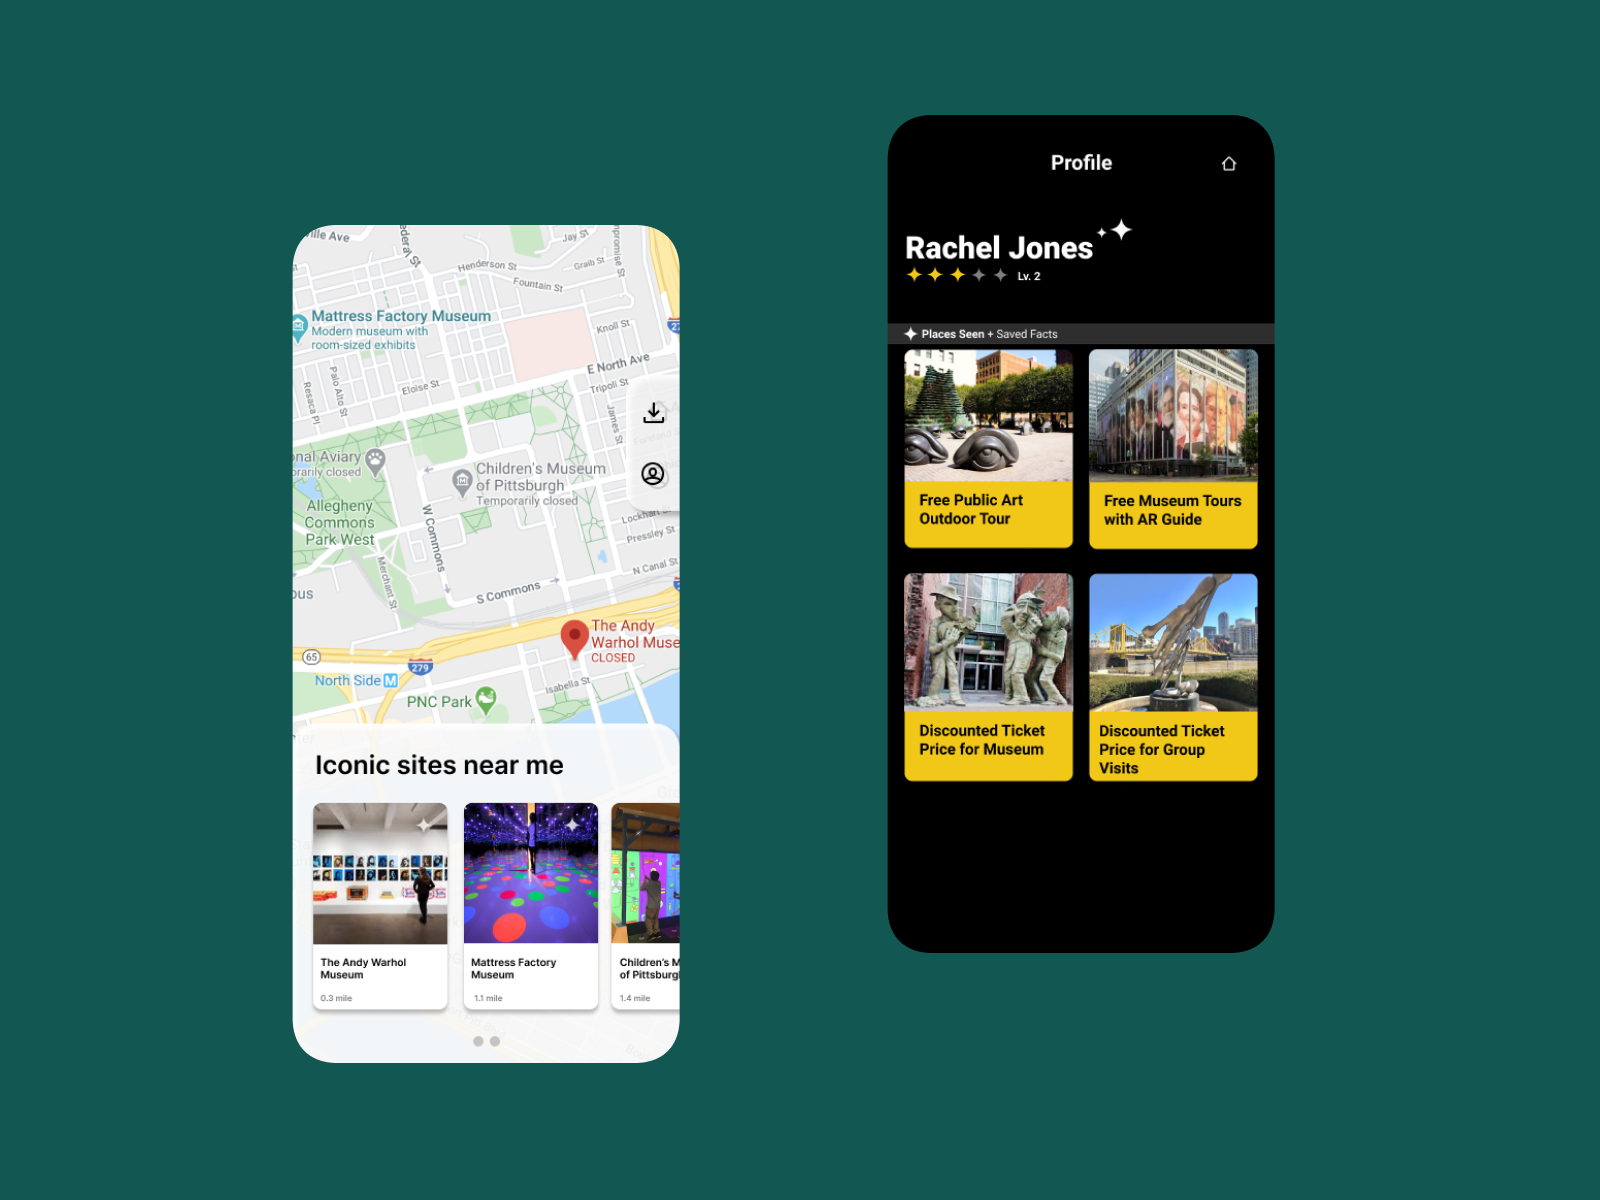 ville Ave
ederal St
Jay St
mpromise St
Henderson St
Graib St
Fountain St
Mattress Factory Museum
Modern museum with
room-sized exhibits
Knoll St
27
E North Ave
Palo Alto St
Resaca Pl
Eloise St
Tripoli St
James St
Foreland St
onal Aviary
orarily closed
Children's Museum
of Pittsburgh
Temporarily closed
Allegheny
Commons
Park West
W Commons
Lockhart
Pressley St
Merchant St
N Canal St
ous
S Commons
The Andy
Warhol Muse
CLOSED
65
279
North Side M
Isabella St
PNC Park
Iconic sites near me
The Andy Warhol
Museum
0.3 mile
Mattress Factory
Museum
1.1 mile
Children's M
of Pittsburgh
1.4 mile
Profile
Rachel Jones
Lv. 2
Places Seen + Saved Facts
Free Public Art
Outdoor Tour
Free Museum Tours
with AR Guide
Discounted Ticket
Price for Museum
Discounted Ticket
Price for Group
Visits